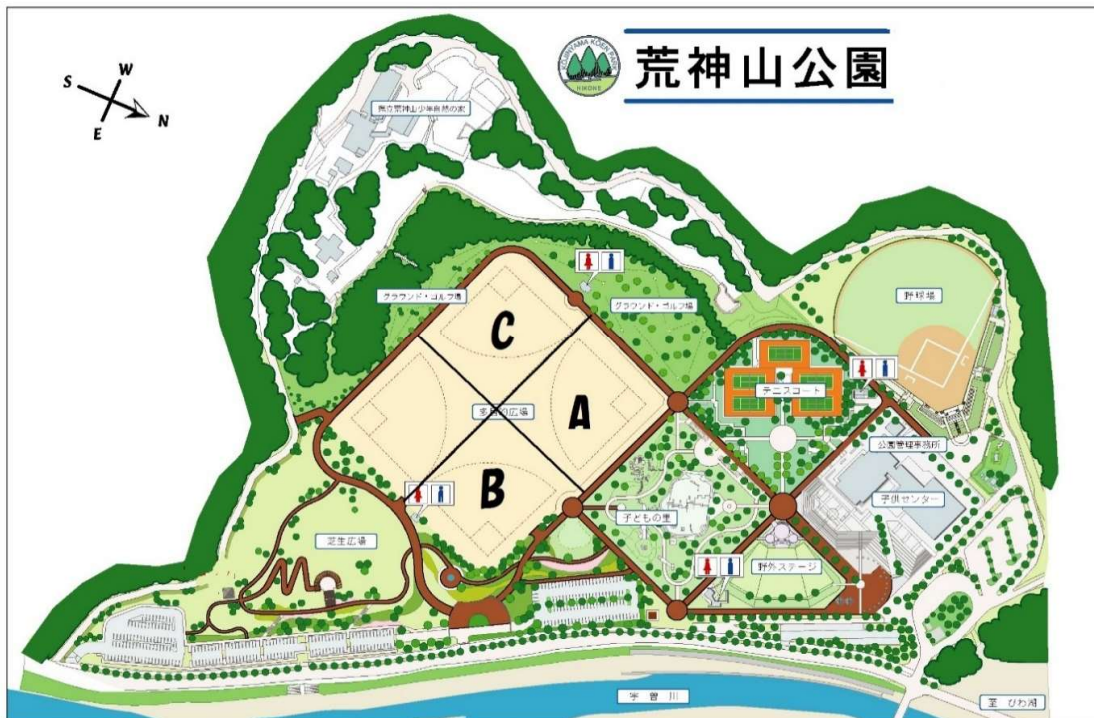 荒神山公園
KOJINYAMA KOEN PARK
HIKONE
W
S
N
E
県立荒神山少年自然の家
グラウンド・ゴルフ場
グラウンド・ゴルフ場
野球場
C
テニスコート
多目的広場
A
公園管理事務所
B
子供センター
子どもの里
芝生広場
野外ステージ
宇曽川
至 びわ湖